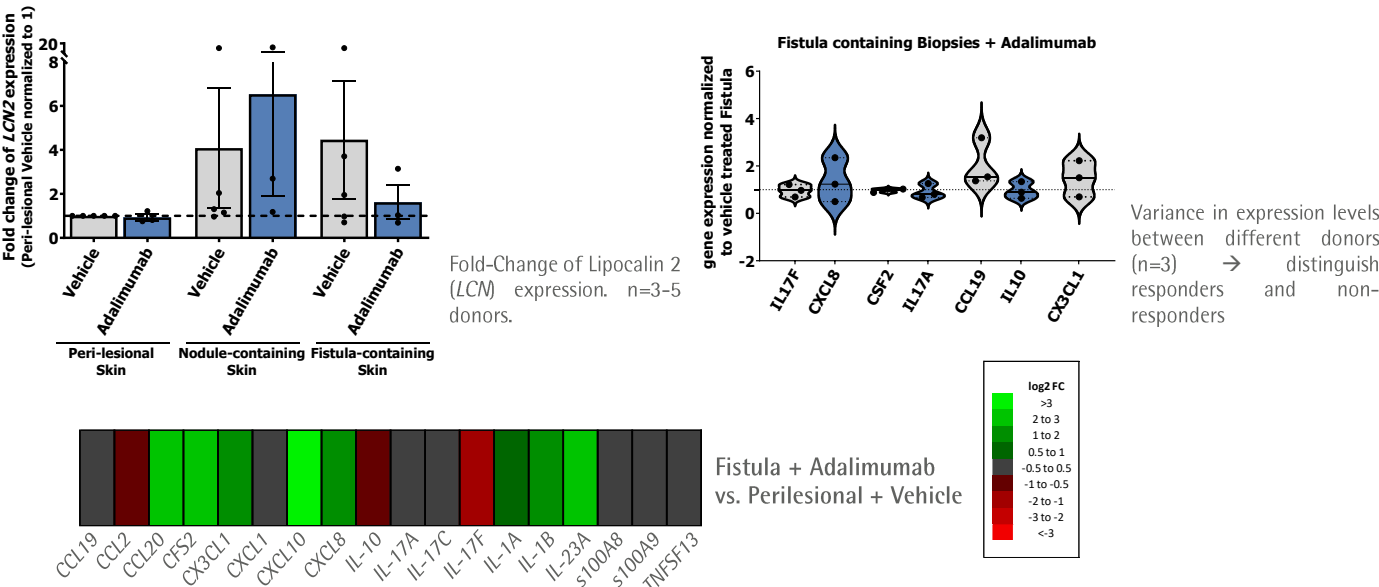 Fold change of LCN2 expression
(Peri-lesional Vehicle normalized to 1)
20
8
6
4
2
0
Vehicle
Adalimumab
Vehicle
Adalimumab
Vehicle
Adalimumab
Peri-lesional
Skin
Nodule-containing
Skin
Fistula-containing
Skin
Fold-Change of Lipocalin 2
(LCN) expression. n=3-5
donors.
Fistula containing Biopsies + Adalimumab
gene expression normalized
to vehicle treated Fistula
6
4
2
0
-2
IL17F
CXCL8
CSF2
IL17A
CCL19
IL10
CX3CL1
Variance in expression levels
between different donors
(n=3) → distinguish
responders and non-
responders
log2 FC
>3
2 to 3
1 to 2
0.5 to 1
-0.5 to 0.5
-1 to -0.5
-2 to -1
-3 to -2
<-3
Fistula + Adalimumab
vs. Perilesional + Vehicle
CCL19
CCL2
CCL20
CFS2
CX3CL1
CXCL1
CXCL10
CXCL8
IL-10
IL-17A
IL-17C
IL-17F
IL-1A
IL-1B
IL-23A
s100A8
s100A9
TNFSF13